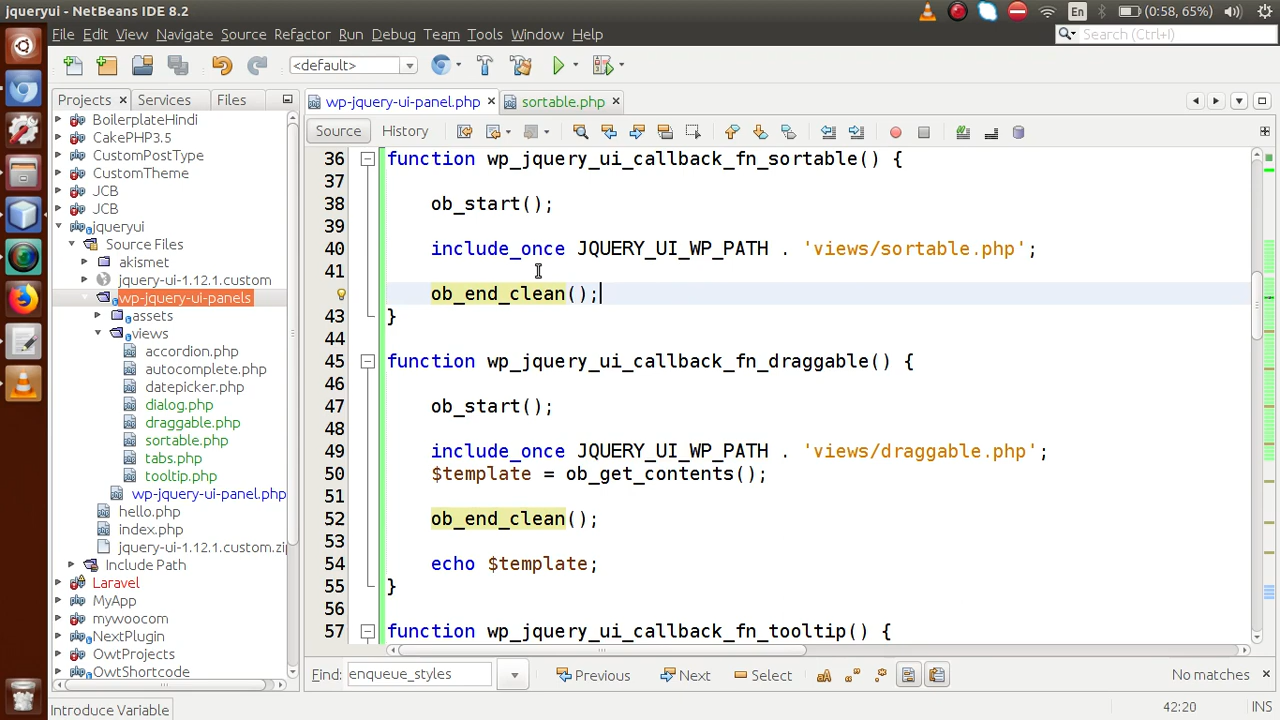 jqueryui - NetBeans IDE 8.2
En
(0:58, 65%)
File Edit View Navigate Source Refactor Run Debug Team Tools Window Help
Search (Ctrl+I)
<default>
Projects Services Files
wp-jquery-ui-panel.php sortable.php
Source History
BoilerplateHindi
CakePHP3.5
CustomPostType
CustomTheme
JCB
JCB
jqueryui
Source Files
akismet
jquery-ui-1.12.1.custom
wp-jquery-ui-panels
assets
views
accordion.php
autocomplete.php
datepicker.php
dialog.php
draggable.php
sortable.php
tabs.php
tooltip.php
wp-jquery-ui-panel.php
hello.php
index.php
jquery-ui-1.12.1.custom.zip
Include Path
Laravel
MyApp
mywoocom
NextPlugin
OwtProjects
OwtShortcode
36 function wp_jquery_ui_callback_fn_sortable() {
37
38 ob_start();
39
40 include_once JQUERY_UI_WP_PATH . 'views/sortable.php';
41
ob_end_clean();
43 }
44
45 function wp_jquery_ui_callback_fn_draggable() {
46
47 ob_start();
48
49 include_once JQUERY_UI_WP_PATH . 'views/draggable.php';
50 $template = ob_get_contents();
51
52 ob_end_clean();
53
54 echo $template;
55 }
56
57 function wp_jquery_ui_callback_fn_tooltip() {
Find: enqueue_styles Previous Next Select No matches
Introduce Variable
42:20 INS